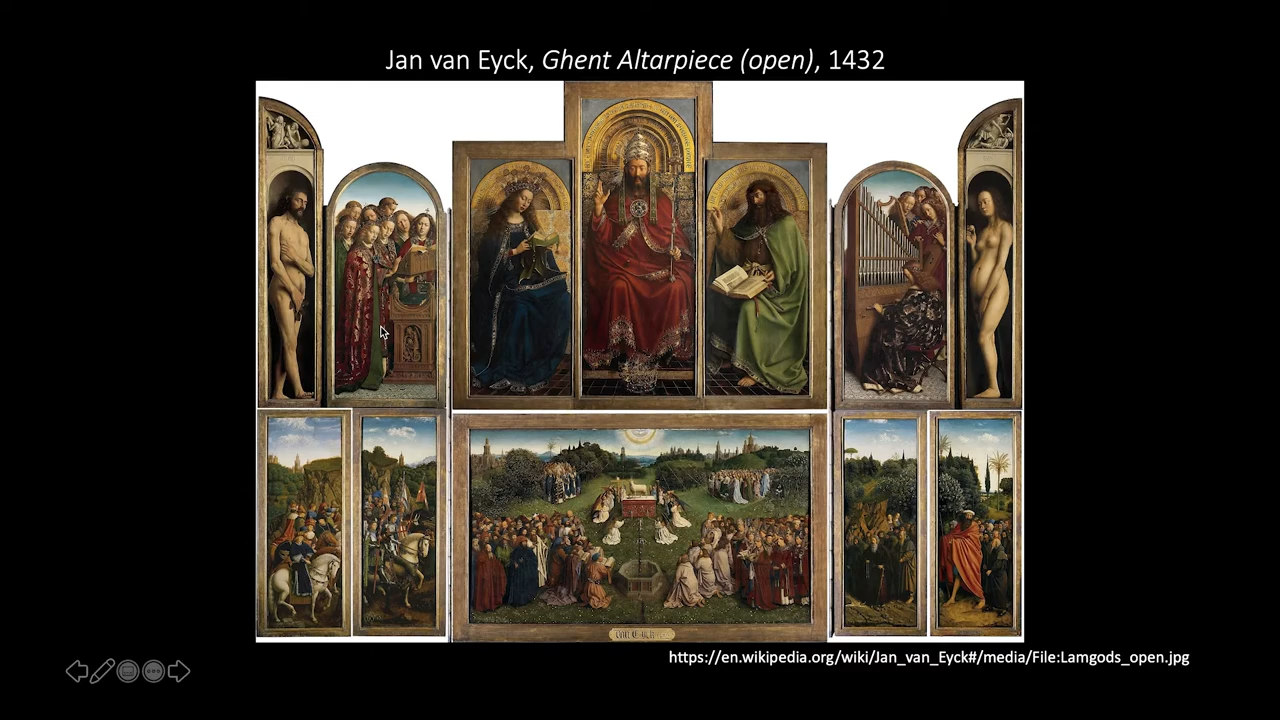 Jan van Eyck, Ghent Altarpiece (open), 1432
https://en.wikipedia.org/wiki/Jan_van_Eyck#/media/File:Lamgods_open.jpg